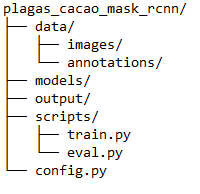 plagas_cacao_mask_rcnn/
├── data/
│   ├── images/
│   └── annotations/
├── models/
├── output/
├── scripts/
│   ├── train.py
│   └── eval.py
└── config.py